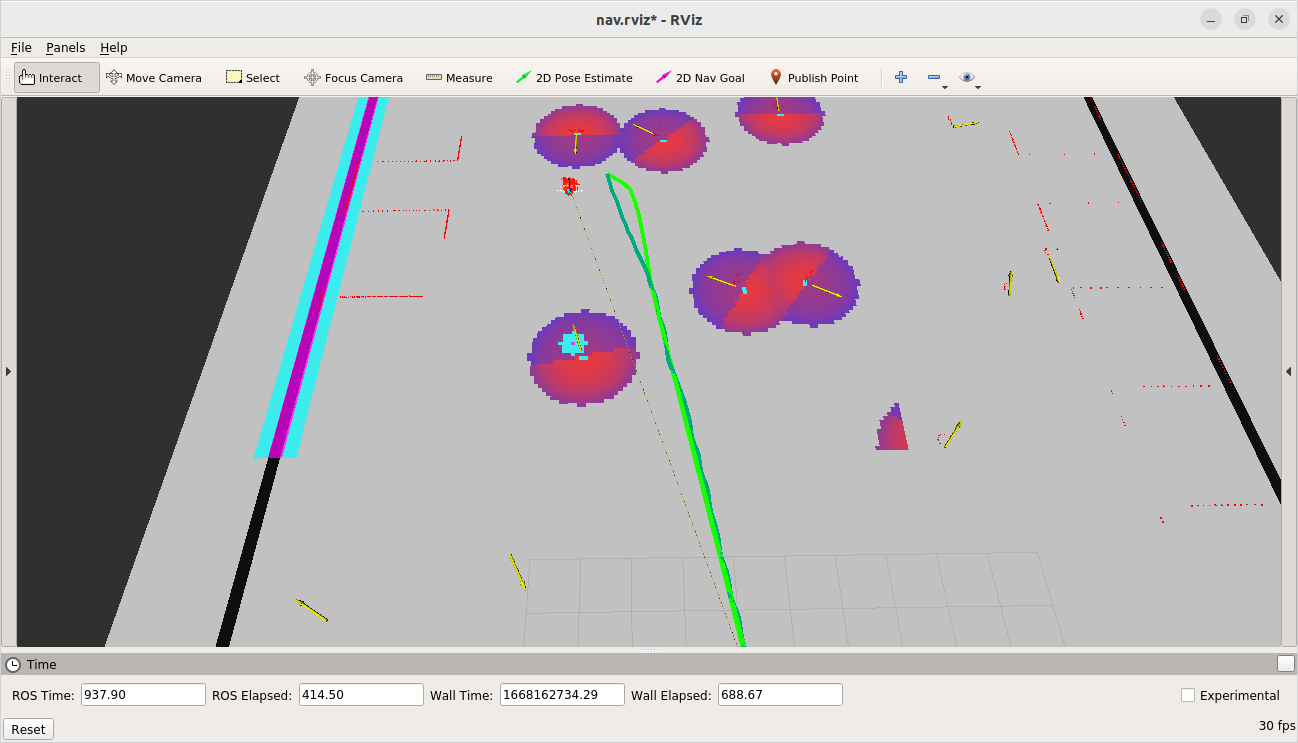 nav.rviz* - RViz
File Panels Help
Interact Move Camera Select Focus Camera Measure 2D Pose Estimate 2D Nav Goal Publish Point
Time
ROS Time: 937.90 ROS Elapsed: 414.50 Wall Time: 1668162734.29 Wall Elapsed: 688.67 Experimental
Reset 30 fps